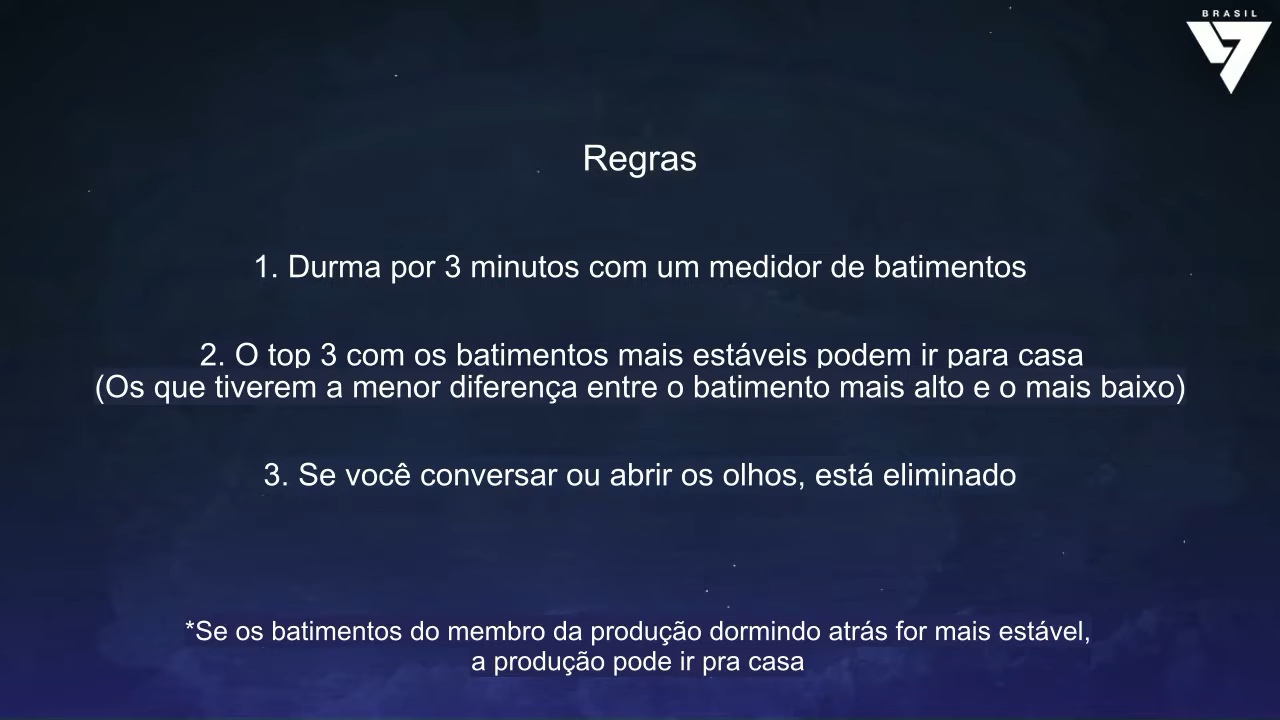 BRASIL
Regras
1. Durma por 3 minutos com um medidor de batimentos
2. O top 3 com os batimentos mais estáveis podem ir para casa
(Os que tiverem a menor diferença entre o batimento mais alto e o mais baixo)
3. Se você conversar ou abrir os olhos, está eliminado
*Se os batimentos do membro da produção dormindo atrás for mais estável,
a produção pode ir pra casa